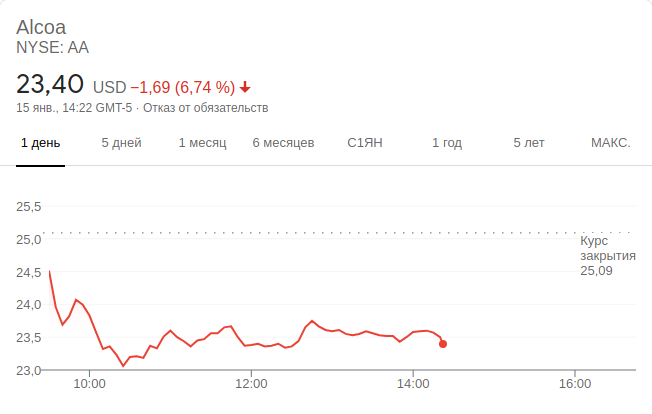 Alcoa
NYSE: AA
23,40 USD −1,69 (6,74 %)
15 янв., 14:22 GMT-5 · Отказ от обязательств
1 день 5 дней 1 месяц 6 месяцев С1ЯН 1 год 5 лет МАКС.
25,5
25,0
Курс
закрытия
25,09
24,5
24,0
23,5
23,0
10:00 12:00 14:00 16:00